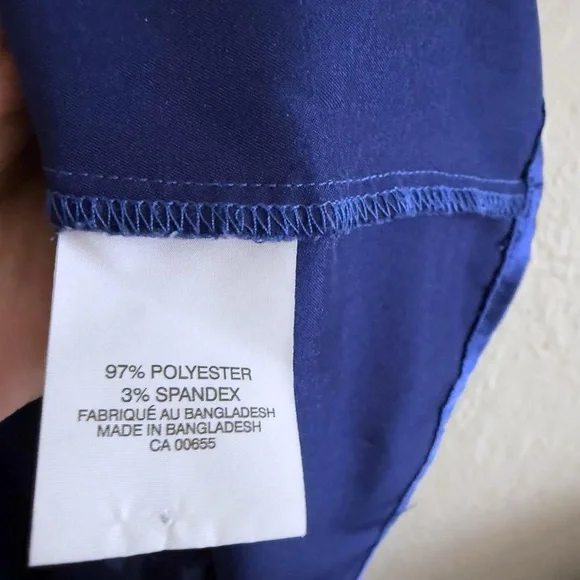 97% POLYESTER
3% SPANDEX
FABRIQUÉ AU BANGLADESH
MADE IN BANGLADESH
CA 00655